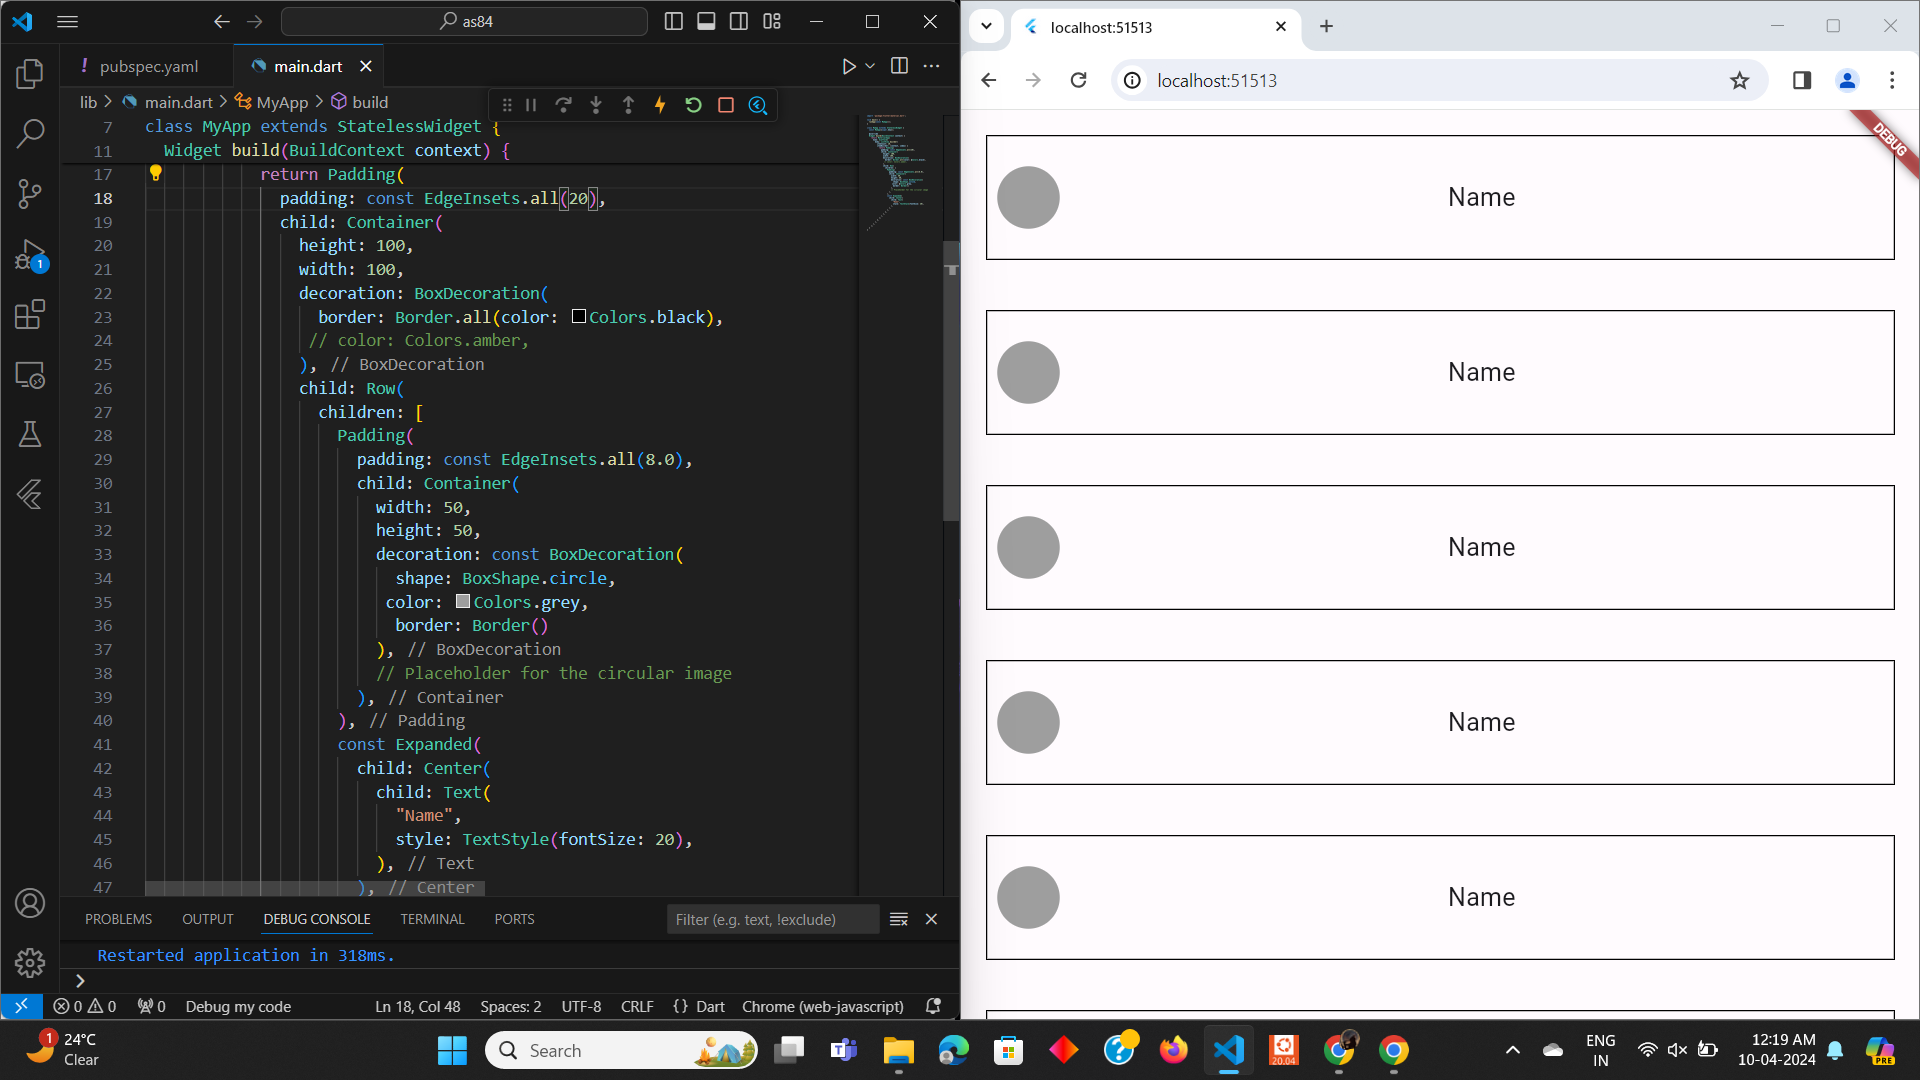 as84
pubspec.yaml
main.dart
lib > main.dart > MyApp > build
7 class MyApp extends StatelessWidget {
11 Widget build(BuildContext context) {
17 return Padding(
18 padding: const EdgeInsets.all(20),
19 child: Container(
20 height: 100,
21 width: 100,
22 decoration: BoxDecoration(
23 border: Border.all(color: Colors.black),
24 // color: Colors.amber,
25 ), // BoxDecoration
26 child: Row(
27 children: [
28 Padding(
29 padding: const EdgeInsets.all(8.0),
30 child: Container(
31 width: 50,
32 height: 50,
33 decoration: const BoxDecoration(
34 shape: BoxShape.circle,
35 color: Colors.grey,
36 border: Border()
37 ), // BoxDecoration
38 // Placeholder for the circular image
39 ), // Container
40 ), // Padding
41 const Expanded(
42 child: Center(
43 child: Text(
44 "Name",
45 style: TextStyle(fontSize: 20),
46 ), // Text
47 ), // Center
1
PROBLEMS OUTPUT DEBUG CONSOLE TERMINAL PORTS
Filter (e.g. text, !exclude)
Restarted application in 318ms.
0 0 0 Debug my code
Ln 18, Col 48 Spaces: 2 UTF-8 CRLF {} Dart Chrome (web-javascript)
localhost:51513
localhost:51513
DEBUG
Name
Name
Name
Name
Name
1
24°C
Clear
Search
20.04
ENG
IN
12:19 AM
10-04-2024
PRE